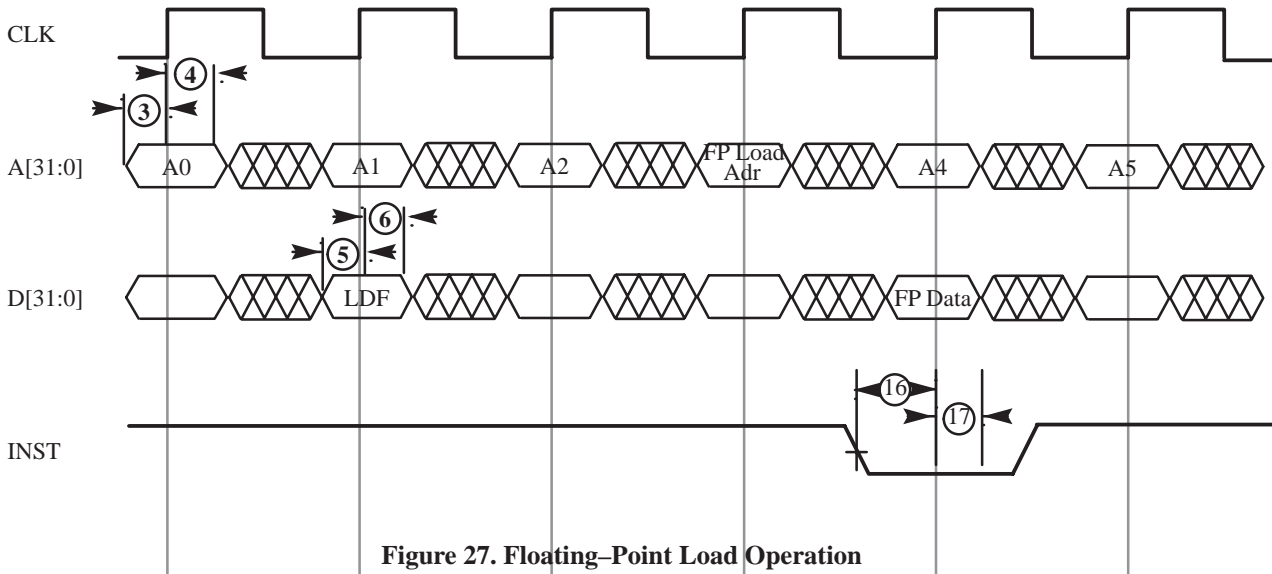 CLK
4
3
A[31:0]
A0
A1
A2
FP Load
Adr
A4
A5
6
5
D[31:0]
LDF
FP Data
16
17
INST
Figure 27. Floating–Point Load Operation